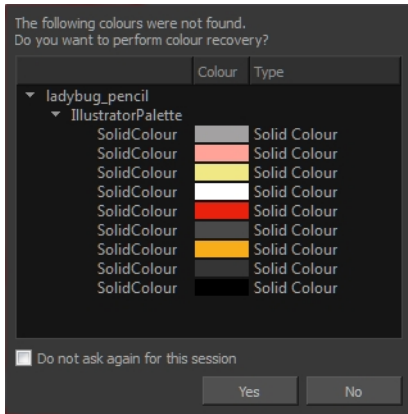 The following colours were not found.
Do you want to perform colour recovery?
Colour Type
ladybug_pencil
IllustratorPalette
SolidColour Solid Colour
SolidColour Solid Colour
SolidColour Solid Colour
SolidColour Solid Colour
SolidColour Solid Colour
SolidColour Solid Colour
SolidColour Solid Colour
SolidColour Solid Colour
SolidColour Solid Colour
Do not ask again for this session
Yes No